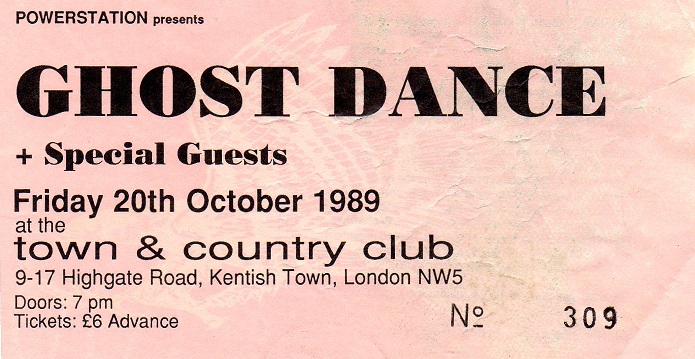 POWERSTATION presents
GHOST DANCE
+ Special Guests
Friday 20th October 1989
at the
town & country club
9-17 Highgate Road, Kentish Town, London NW5
Doors: 7 pm
Tickets: £6 Advance
Nº 309